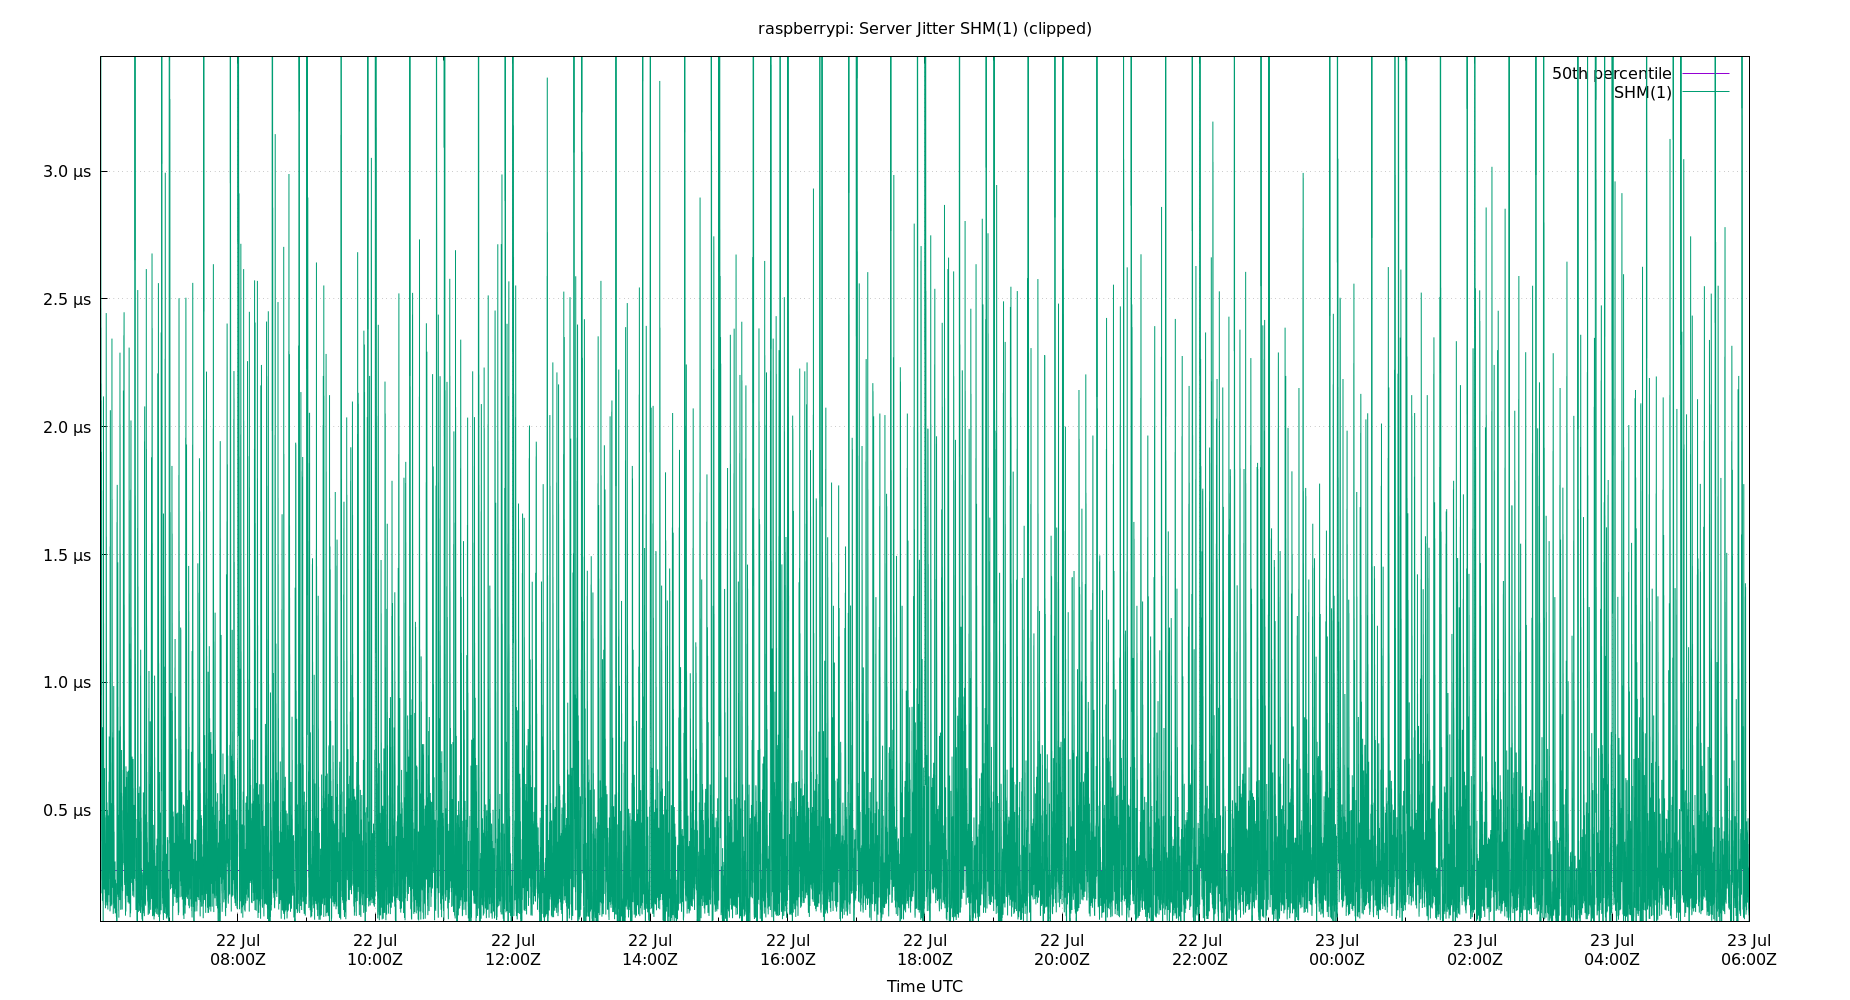 raspberrypi: Server Jitter SHM(1) (clipped)
50th percentile
SHM(1)
3.0 µs
2.5 µs
2.0 µs
1.5 µs
1.0 µs
0.5 µs
22 Jul 22 Jul 22 Jul 22 Jul 22 Jul 22 Jul 22 Jul 22 Jul 23 Jul 23 Jul 23 Jul 23 Jul
08:00Z 10:00Z 12:00Z 14:00Z 16:00Z 18:00Z 20:00Z 22:00Z 00:00Z 02:00Z 04:00Z 06:00Z
Time UTC